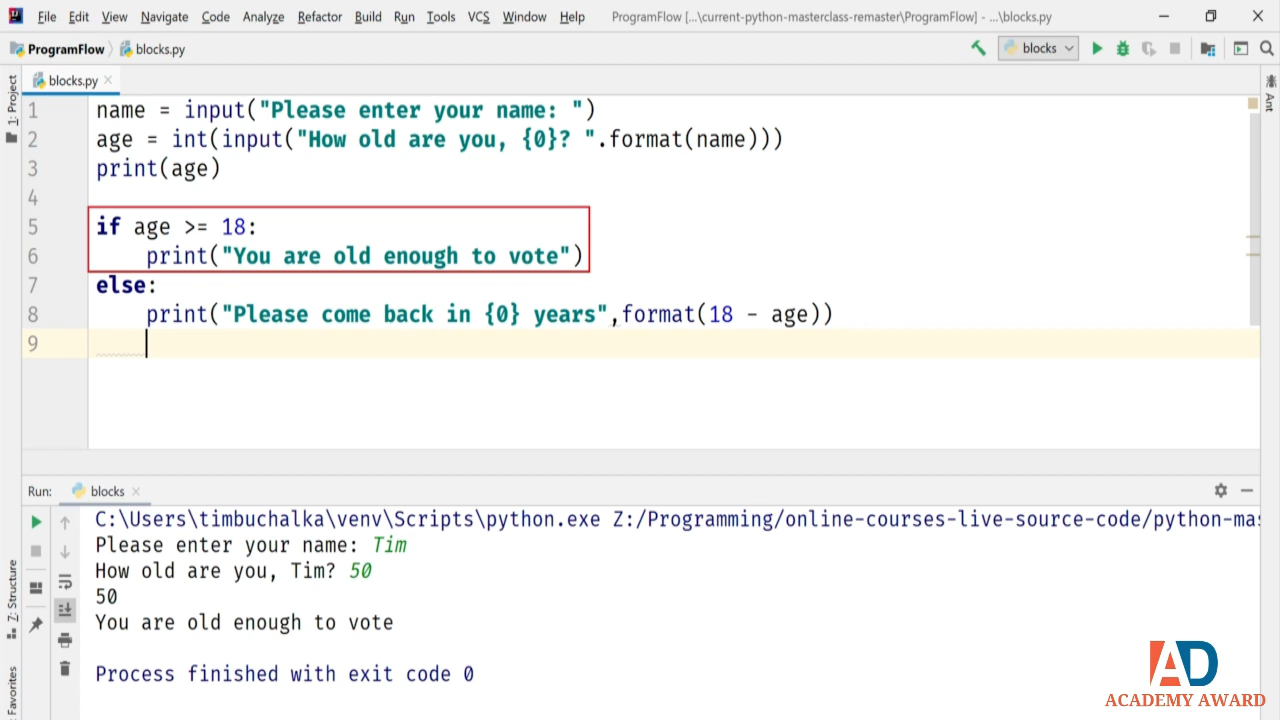 File Edit View Navigate Code Analyze Refactor Build Run Tools VCS Window Help ProgramFlow [...\current-python-masterclass-remaster\ProgramFlow] - ...\blocks.py
ProgramFlow blocks.py blocks
1: Project
blocks.py
Ant
1 name = input("Please enter your name: ")
2 age = int(input("How old are you, {0}? ".format(name)))
3 print(age)
4
5 if age >= 18:
6     print("You are old enough to vote")
7 else:
8     print("Please come back in {0} years",format(18 - age))
9
Run: blocks
C:\Users\timbuchalka\venv\Scripts\python.exe Z:/Programming/online-courses-live-source-code/python-mas
Please enter your name: Tim
How old are you, Tim? 50
50
You are old enough to vote
Process finished with exit code 0
Z: Structure
Favorites
AD
ACADEMY AWARD